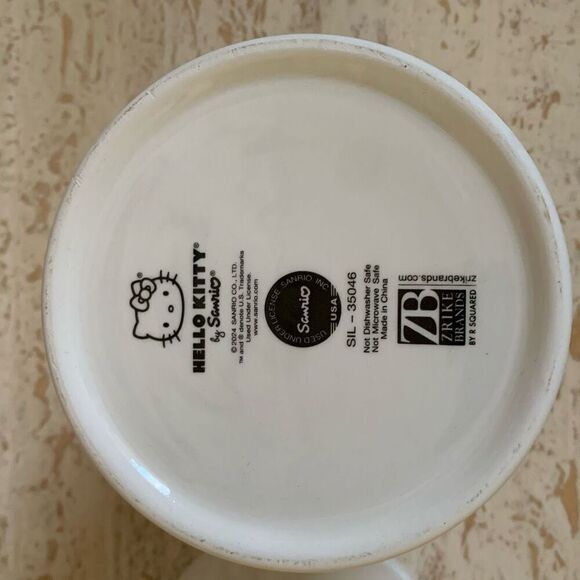 HELLO KITTY®
by Sanrio®
© 2024 SANRIO CO., LTD.
™ and ® denote U.S. Trademarks
Used Under License.
www.sanrio.com
USED UNDER LICENSE SANRIO INC.
Sanrio
USA
SIL – 35046
Not Dishwasher Safe
Not Microwave Safe
Made in China
ZB
ZRIKE
BRANDS
BY R SQUARED
zrikebrands.com